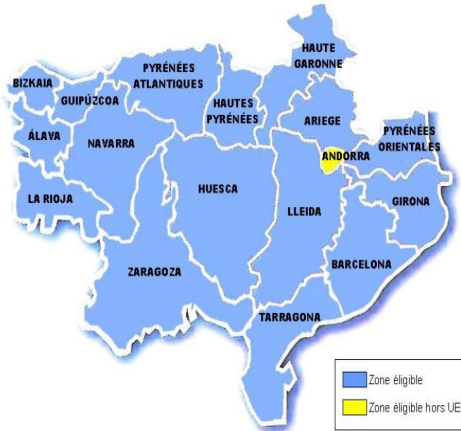 HAUTE
GARONNE
PYRÉNÉES
ATLANTIQUES
BIZKAIA
GUIPÚZCOA
HAUTES
PYRÉNÉES
ARIEGE
ÁLAVA
NAVARRA
PYRÉNÉES
ORIENTALES
ANDORRA
HUESCA
LA RIOJA
LLEIDA
GIRONA
BARCELONA
ZARAGOZA
TARRAGONA
Zone éligible
Zone éligible hors UE